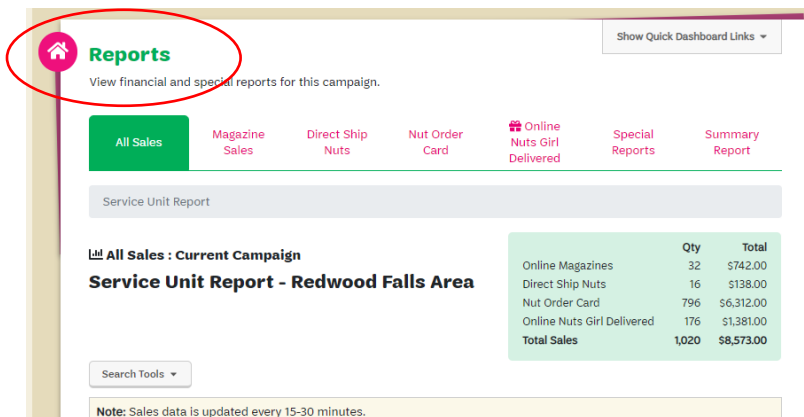 Show Quick Dashboard Links
Reports
View financial and special reports for this campaign.
All Sales
Magazine
Sales
Direct Ship
Nuts
Nut Order
Card
Online
Nuts Girl
Delivered
Special
Reports
Summary
Report
Service Unit Report
All Sales : Current Campaign
Service Unit Report - Redwood Falls Area
Qty Total
Online Magazines 32 $742.00
Direct Ship Nuts 16 $138.00
Nut Order Card 796 $6,312.00
Online Nuts Girl Delivered 176 $1,381.00
Total Sales 1,020 $8,573.00
Search Tools
Note: Sales data is updated every 15-30 minutes.